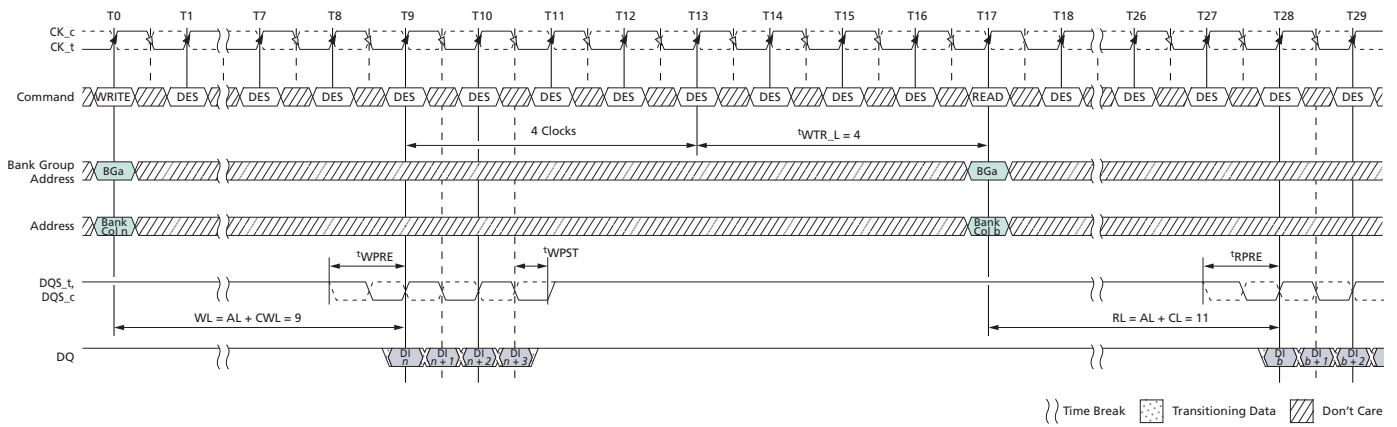 T0 T1 T7 T8 T9 T10 T11 T12 T13 T14 T15 T16 T17 T18 T26 T27 T28 T29
CK_c
CK_t
Command WRITE DES DES DES DES DES DES DES DES DES DES DES READ DES DES DES DES DES
4 Clocks tWTR_L = 4
Bank Group
Address BGa BGa
Address Bank
Col n Bank
Col b
tWPRE tWPST tRPRE
DQS_t,
DQS_c
WL = AL + CWL = 9 RL = AL + CL = 11
DQ DI
n DI
n + 1 DI
n + 2 DI
n + 3 DI
b DI
b + 1 DI
b + 2
Time Break Transitioning Data Don't Care